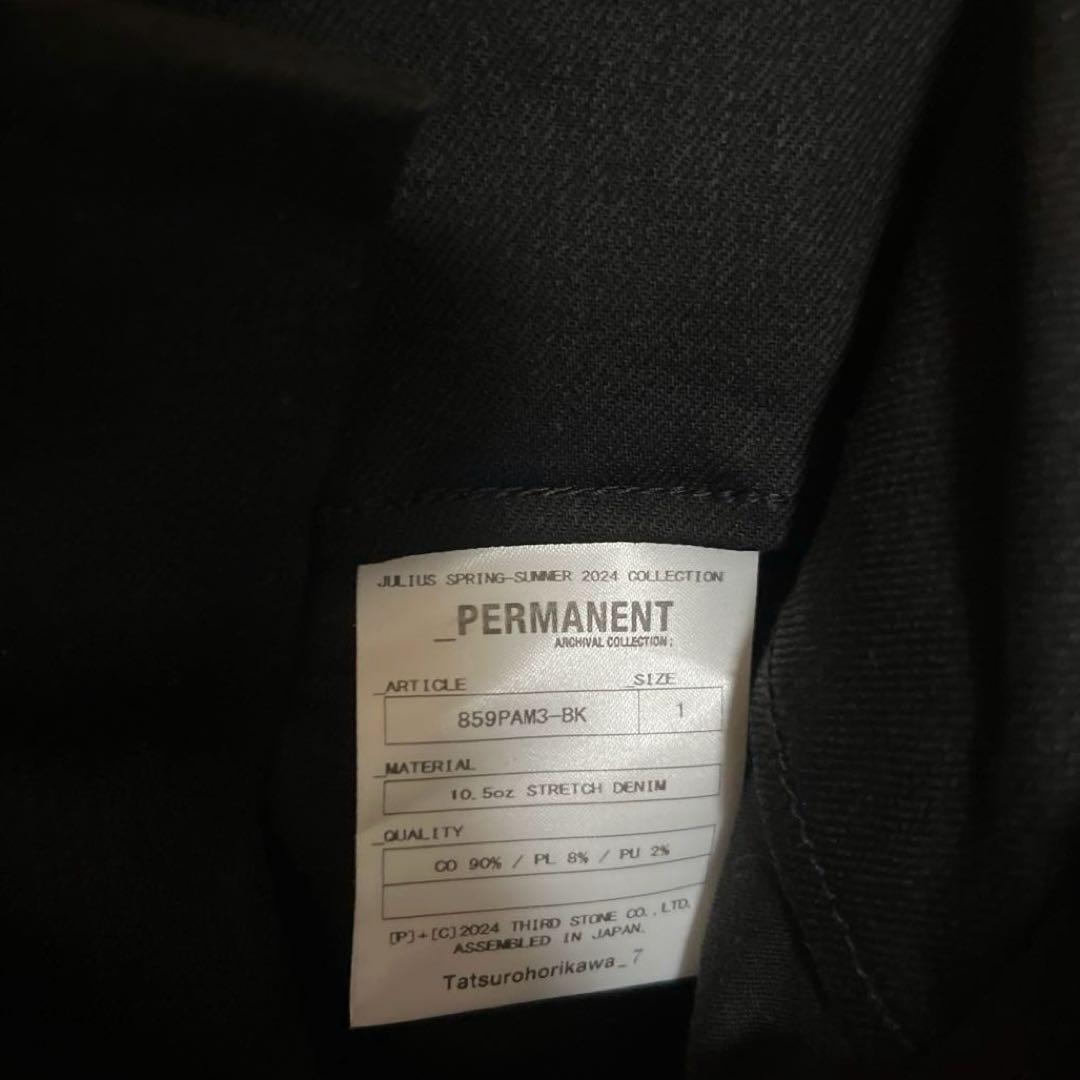 JULIUS SPRING-SUMMER 2024 COLLECTION
_PERMANENT
ARCHIVAL COLLECTION;
_ARTICLE _SIZE
859PAM3-BK 1
_MATERIAL
10.5oz STRETCH DENIM
_QUALITY
CO 90% / PL 8% / PU 2%
[P]+[C]2024 THIRD STONE CO.,LTD.
ASSEMBLED IN JAPAN.
Tatsurohorikawa_7